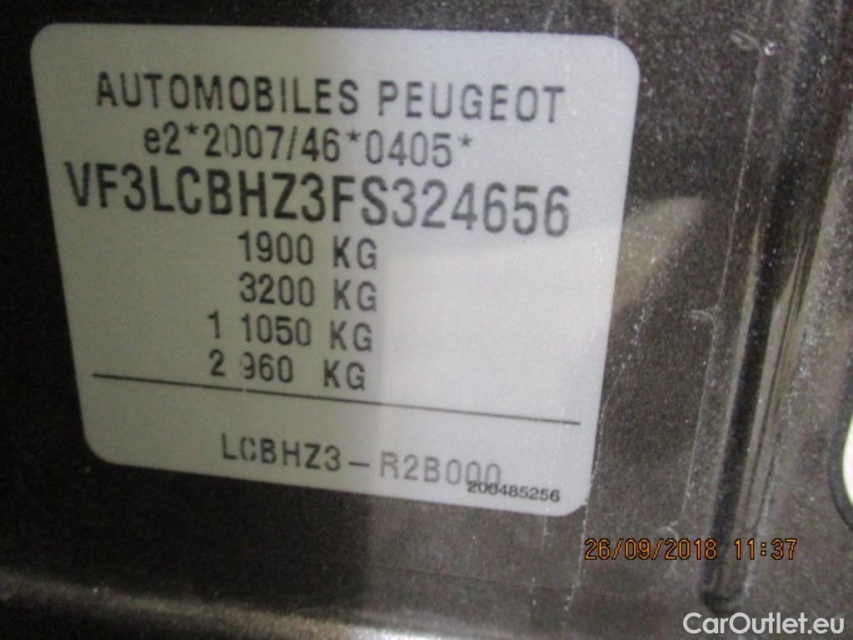 AUTOMOBILES PEUGEOT
e2*2007/46*0405*
VF3LCBHZ3FS324656
1900 KG
3200 KG
1 1050 KG
2 960 KG
LCBHZ3-R2B000
200485256
26/09/2018 11:37
CarOutlet.eu